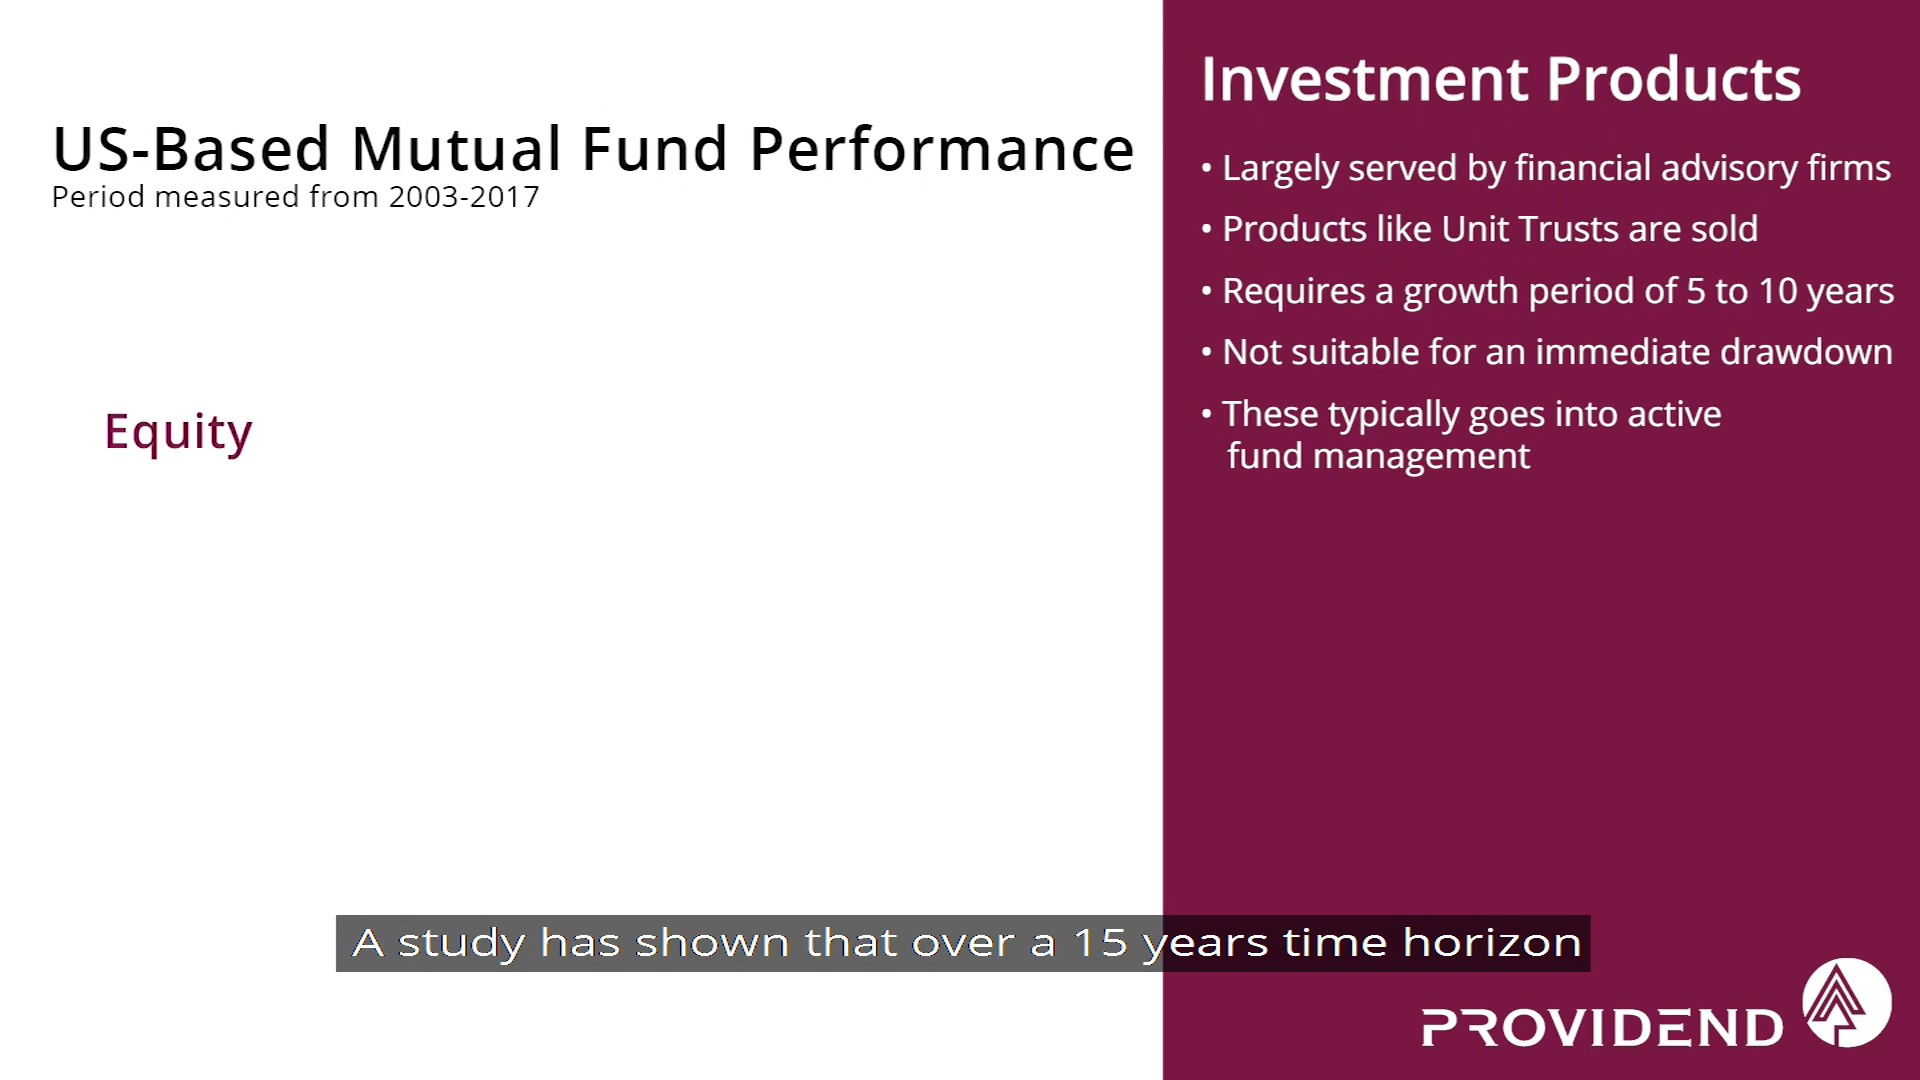 US-Based Mutual Fund Performance
Period measured from 2003-2017
Equity
Investment Products
• Largely served by financial advisory firms
• Products like Unit Trusts are sold
• Requires a growth period of 5 to 10 years
• Not suitable for an immediate drawdown
• These typically goes into active
fund management
A study has shown that over a 15 years time horizon
PROVIDEND